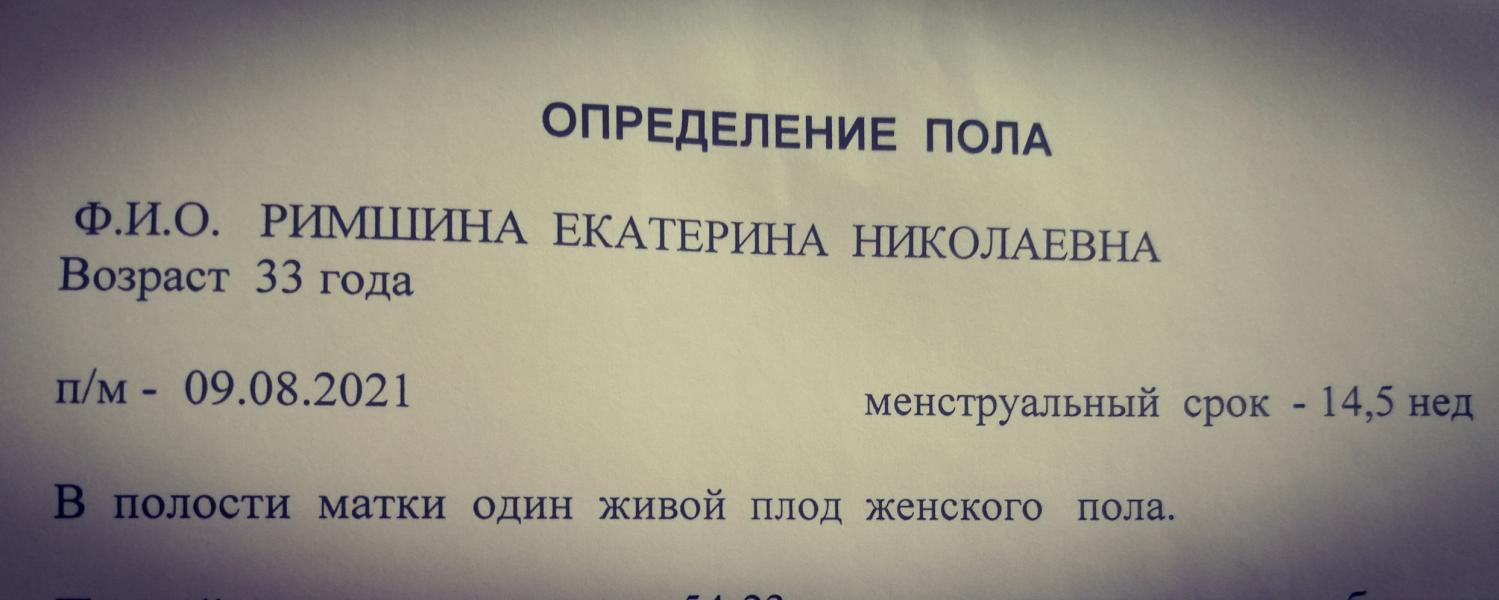 ОПРЕДЕЛЕНИЕ ПОЛА
Ф.И.О. РИМШИНА ЕКАТЕРИНА НИКОЛАЕВНА
Возраст 33 года
п/м - 09.08.2021 менструальный срок - 14,5 нед
В полости матки один живой плод женского пола.